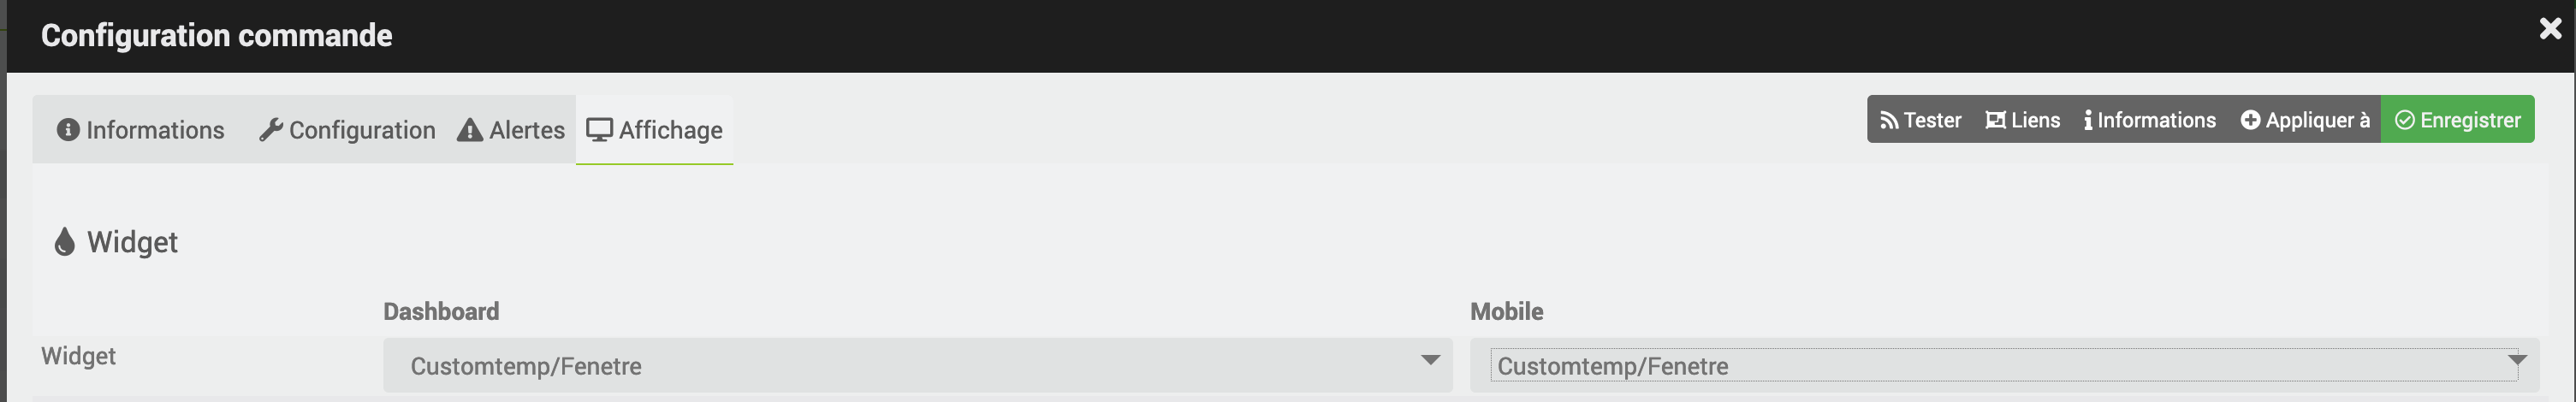 Configuration commande
Informations Configuration Alertes Affichage Tester Liens Informations Appliquer à Enregistrer
Widget
Dashboard Mobile
Widget Customtemp/Fenetre Customtemp/Fenetre